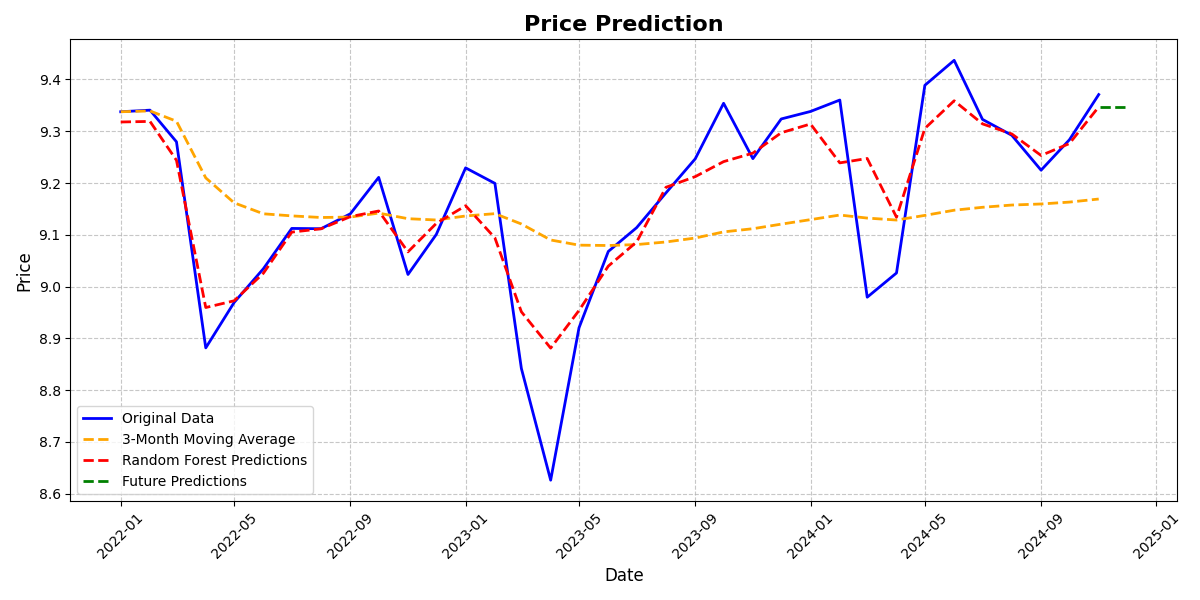 Price Prediction
Price
9.4
9.3
9.2
9.1
9.0
8.9
8.8
8.7
8.6
Original Data
3-Month Moving Average
Random Forest Predictions
Future Predictions
2022-01
2022-05
2022-09
2023-01
2023-05
2023-09
2024-01
2024-05
2024-09
2025-01
Date